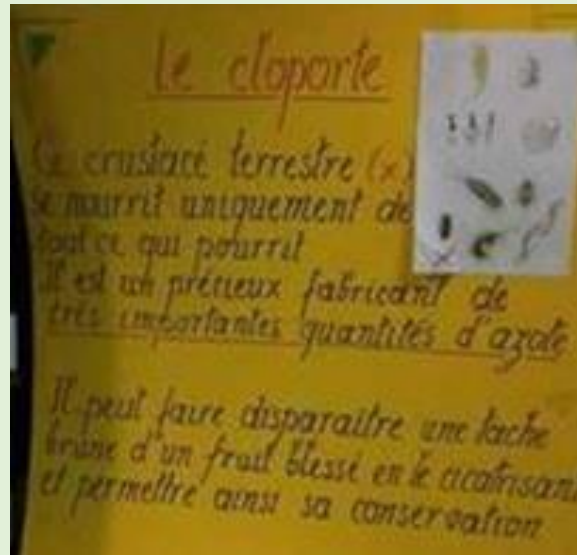 Le cloporte
Ce crustacé terrestre (x)
se nourrit uniquement de
tout ce qui pourrit
Il est un précieux fabricant de
très importantes quantités d'azote
Il peut faire disparaitre une tache
brune d'un fruit blessé en le cicatrisant
et permettre ainsi sa conservation